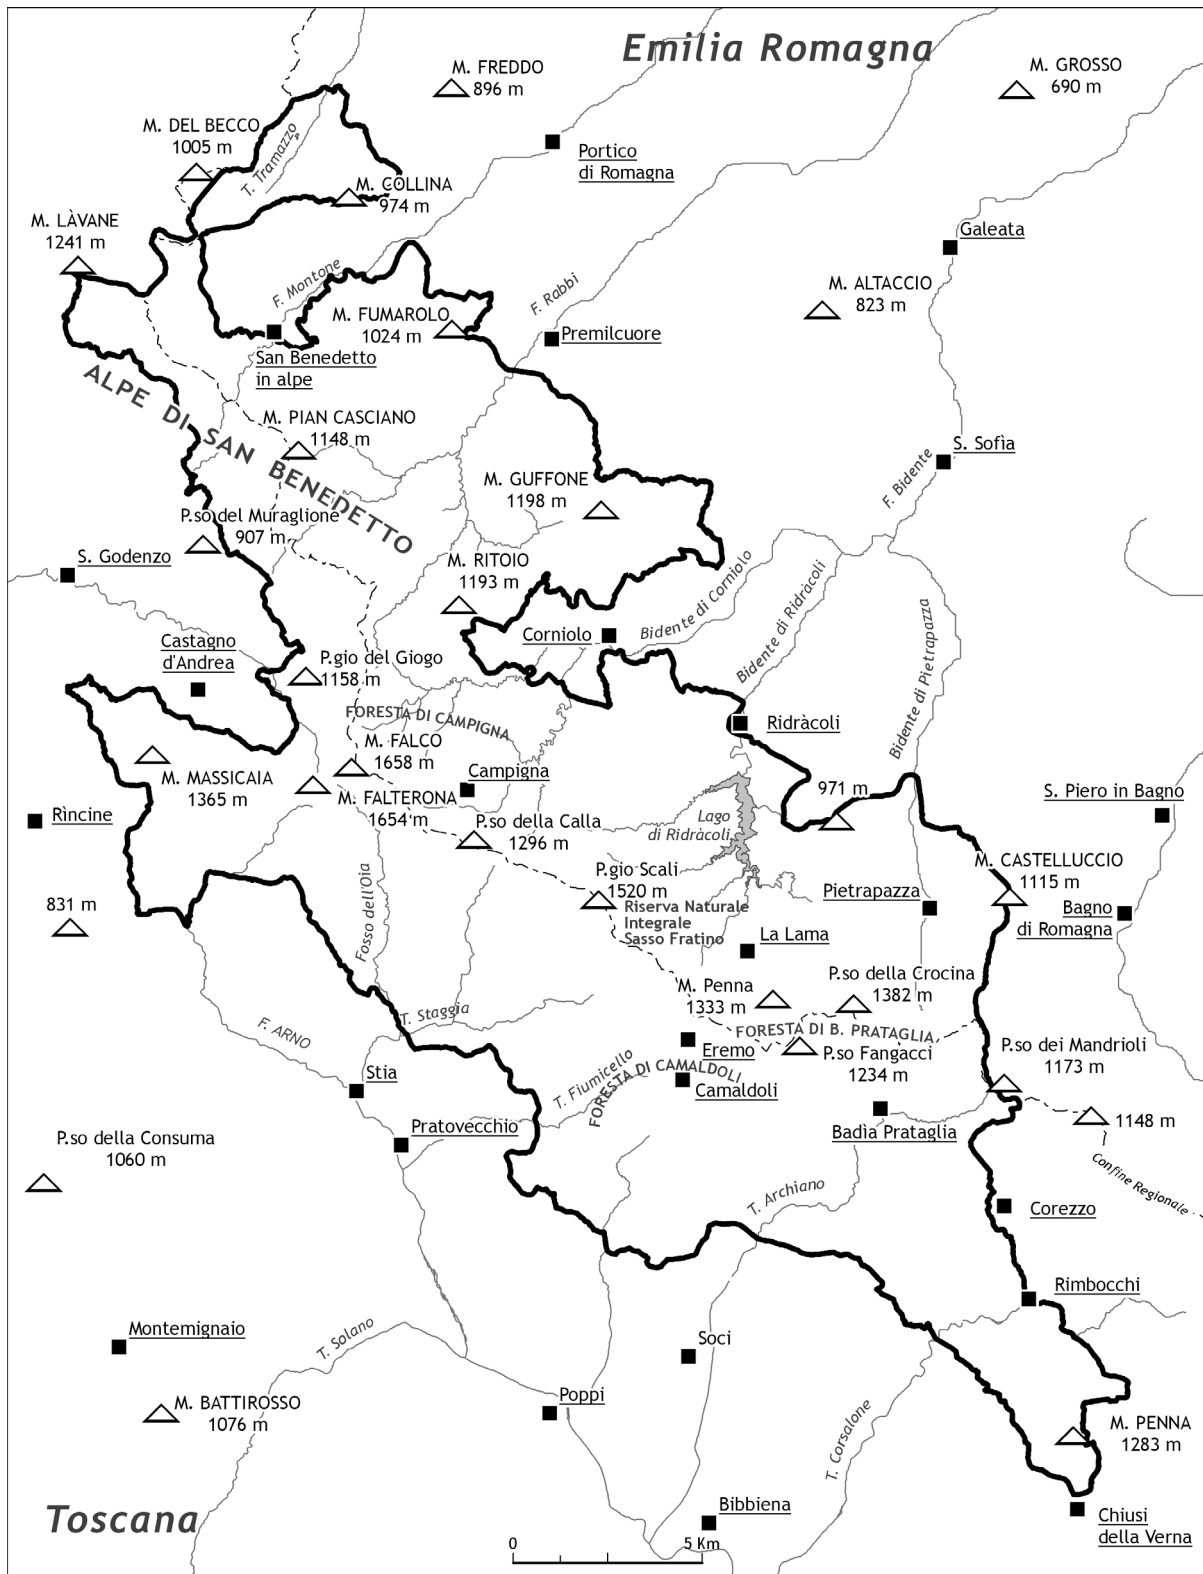 Emilia Romagna
M. FREDDO
896 m
M. GROSSO
690 m
M. DEL BECCO
1005 m
T. Tramazzo
Portico
di Romagna
M. COLLINA
974 m
M. LÀVANE
1241 m
Galeata
F. Montone
F. Rabbi
M. ALTACCIO
823 m
M. FUMAROLO
1024 m
Premilcuore
San Benedetto
in alpe
ALPE DI SAN BENEDETTO
M. PIAN CASCIANO
1148 m
S. Sofìa
F. Bidente
M. GUFFONE
1198 m
P.so del Muraglione
907 m
S. Godenzo
M. RITOIO
1193 m
Bidente di Corniolo
Bidente di Ridràcoli
Bidente di Pietrapazza
Corniolo
Castagno
d'Andrea
P.gio del Giogo
1158 m
FORESTA DI CAMPIGNA
Ridràcoli
M. FALCO
1658 m
M. MASSICAIA
1365 m
Campigna
M. FALTERONA
1654 m
971 m
S. Piero in Bagno
Rìncine
P.so della Calla
1296 m
Lago
di Ridràcoli
M. CASTELLUCCIO
1115 m
P.gio Scali
1520 m
Pietrapazza
831 m
Fosso dell'Oia
Riserva Naturale
Integrale
Sasso Fratino
Bagno
di Romagna
La Lama
M. Penna
1333 m
P.so della Crocina
1382 m
T. Staggia
F. ARNO
FORESTA DI B. PRATAGLIA
Eremo
P.so Fangacci
1234 m
P.so dei Mandrioli
1173 m
Stia
T. Fiumicello
FORESTA DI CAMALDOLI
Camaldoli
Pratovecchio
Badìa Prataglia
1148 m
P.so della Consuma
1060 m
Confine Regionale
T. Archiano
Corezzo
Rimbocchi
Montemignaio
T. Solano
Soci
Poppi
M. BATTIROSSO
1076 m
T. Corsalone
M. PENNA
1283 m
Toscana
Bibbiena
Chiusi
della Verna
0 5 Km